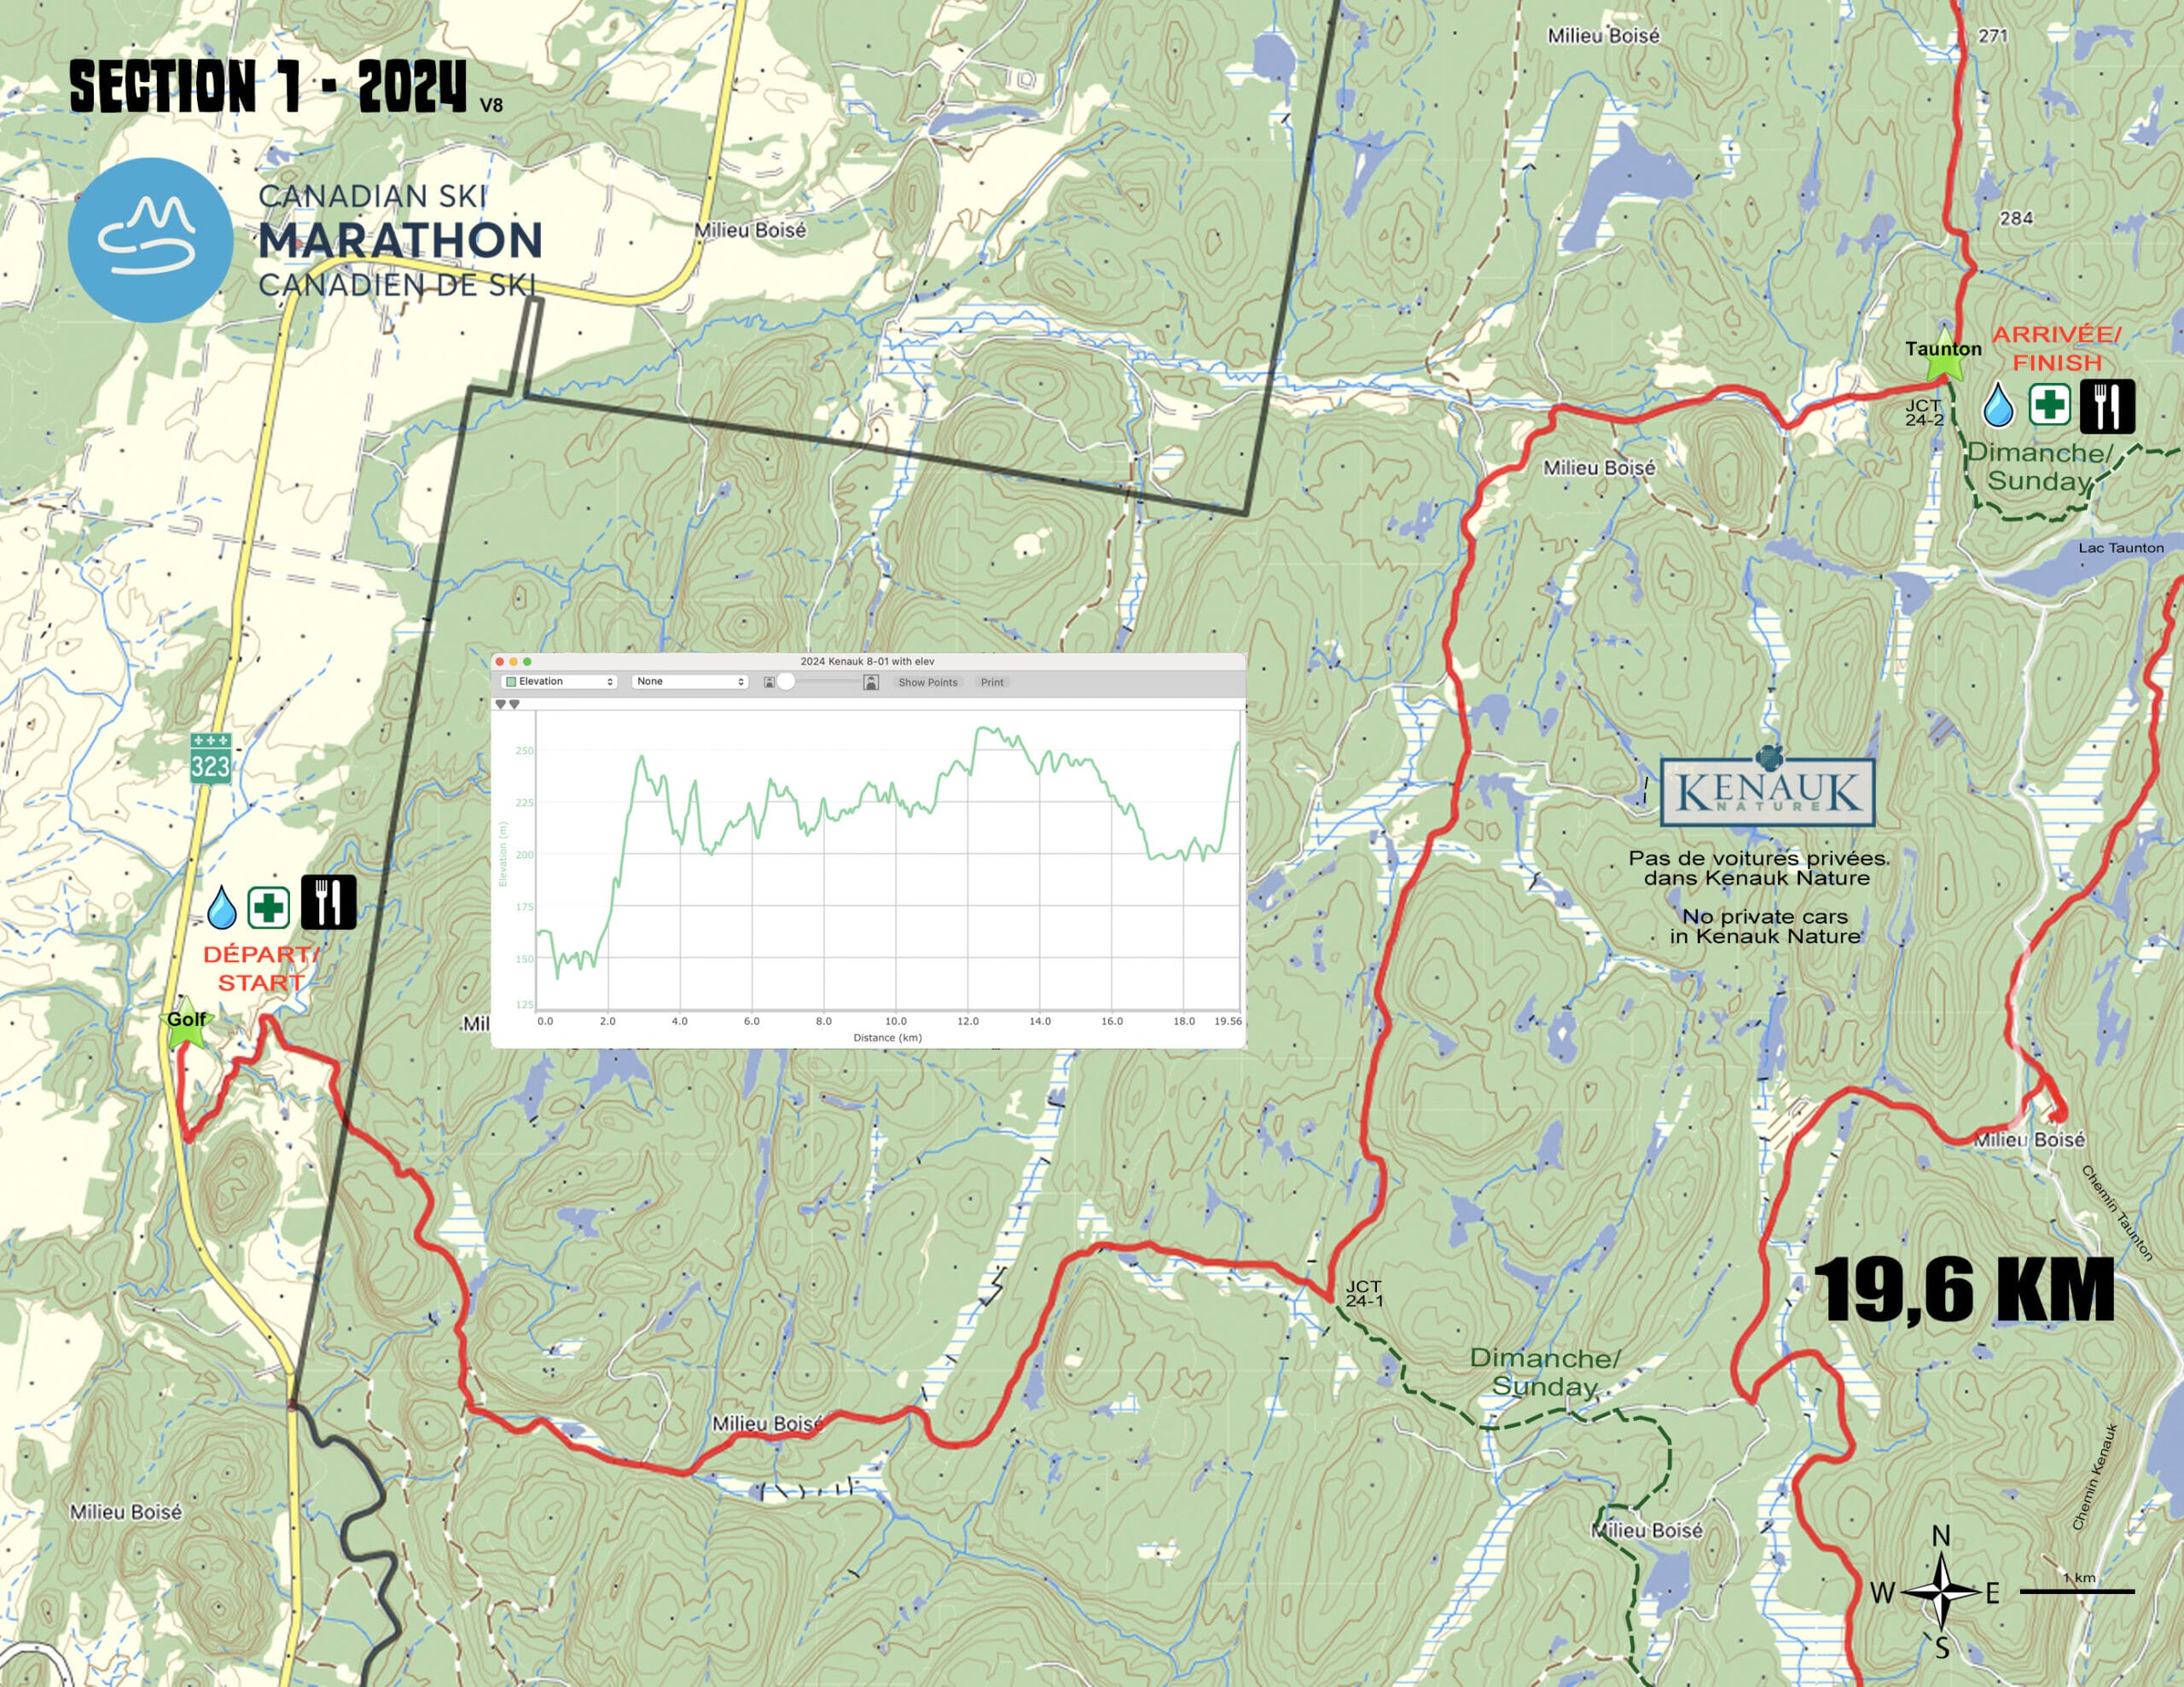 SECTION 1 - 2024 V8
CANADIAN SKI
MARATHON
CANADIEN DE SKI
Milieu Boisé
Milieu Boisé
271
284
Taunton
ARRIVÉE/
FINISH
JCT
24-2
Dimanche/
Sunday
Milieu Boisé
Lac Taunton
2024 Kenauk 8-01 with elev
Elevation
None
Show Points
Print
Elevation (m)
250
225
200
175
150
125
0.0 2.0 4.0 6.0 8.0 10.0 12.0 14.0 16.0 18.0 19.56
Distance (km)
323
KENAUK
NATURE
Pas de voitures privées
dans Kenauk Nature
No private cars
in Kenauk Nature
DÉPART/
START
Golf
Mil
Milieu Boisé
Chemin Taunton
19,6 KM
JCT
24-1
Dimanche/
Sunday
Milieu Boisé
Chemin Kenauk
Milieu Boisé
Milieu Boisé
N
W E
S
1 km